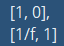 [1, 0],
[1/f, 1]